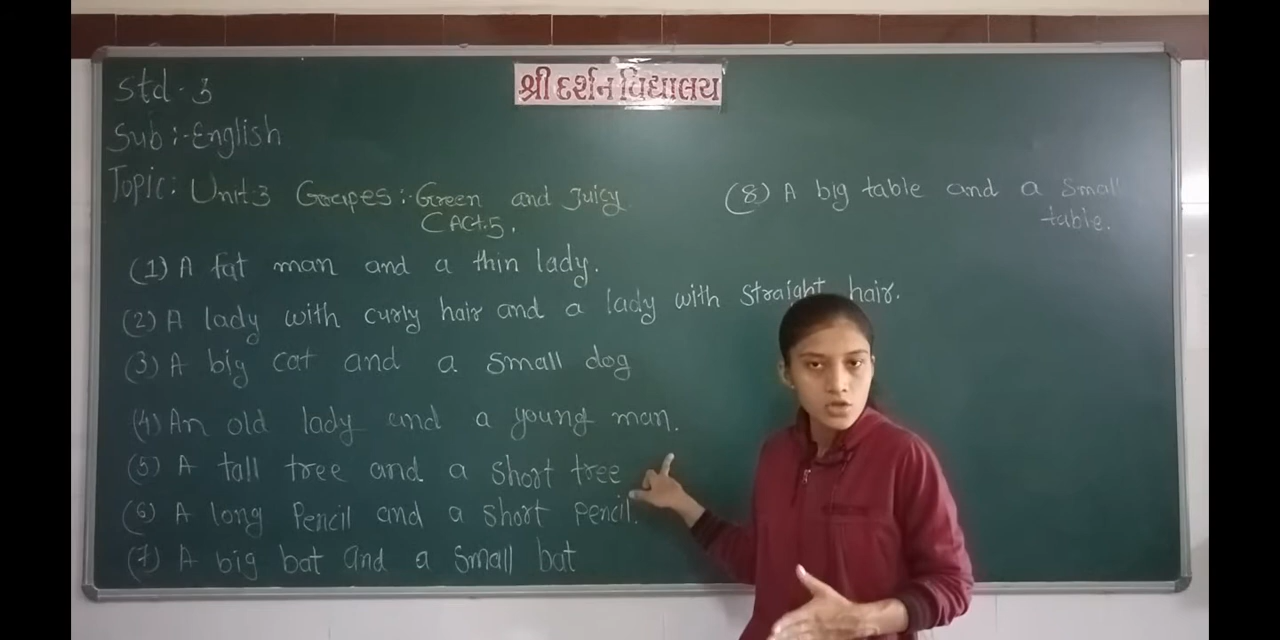 શ્રી દર્શન વિદ્યાલય
Std. 3
Sub :- English
Topic: Unit:3 Grapes :- Green and Juicy
C Act. 5.
(1) A fat man and a thin lady.
(2) A lady with curly hair and a lady with straight hair.
(3) A big cat and a small dog
(4) An old lady and a young man.
(5) A tall tree and a short tree
(6) A long Pencil and a short Pencil.
(7) A big bat and a small bat
(8) A big table and a small
table.